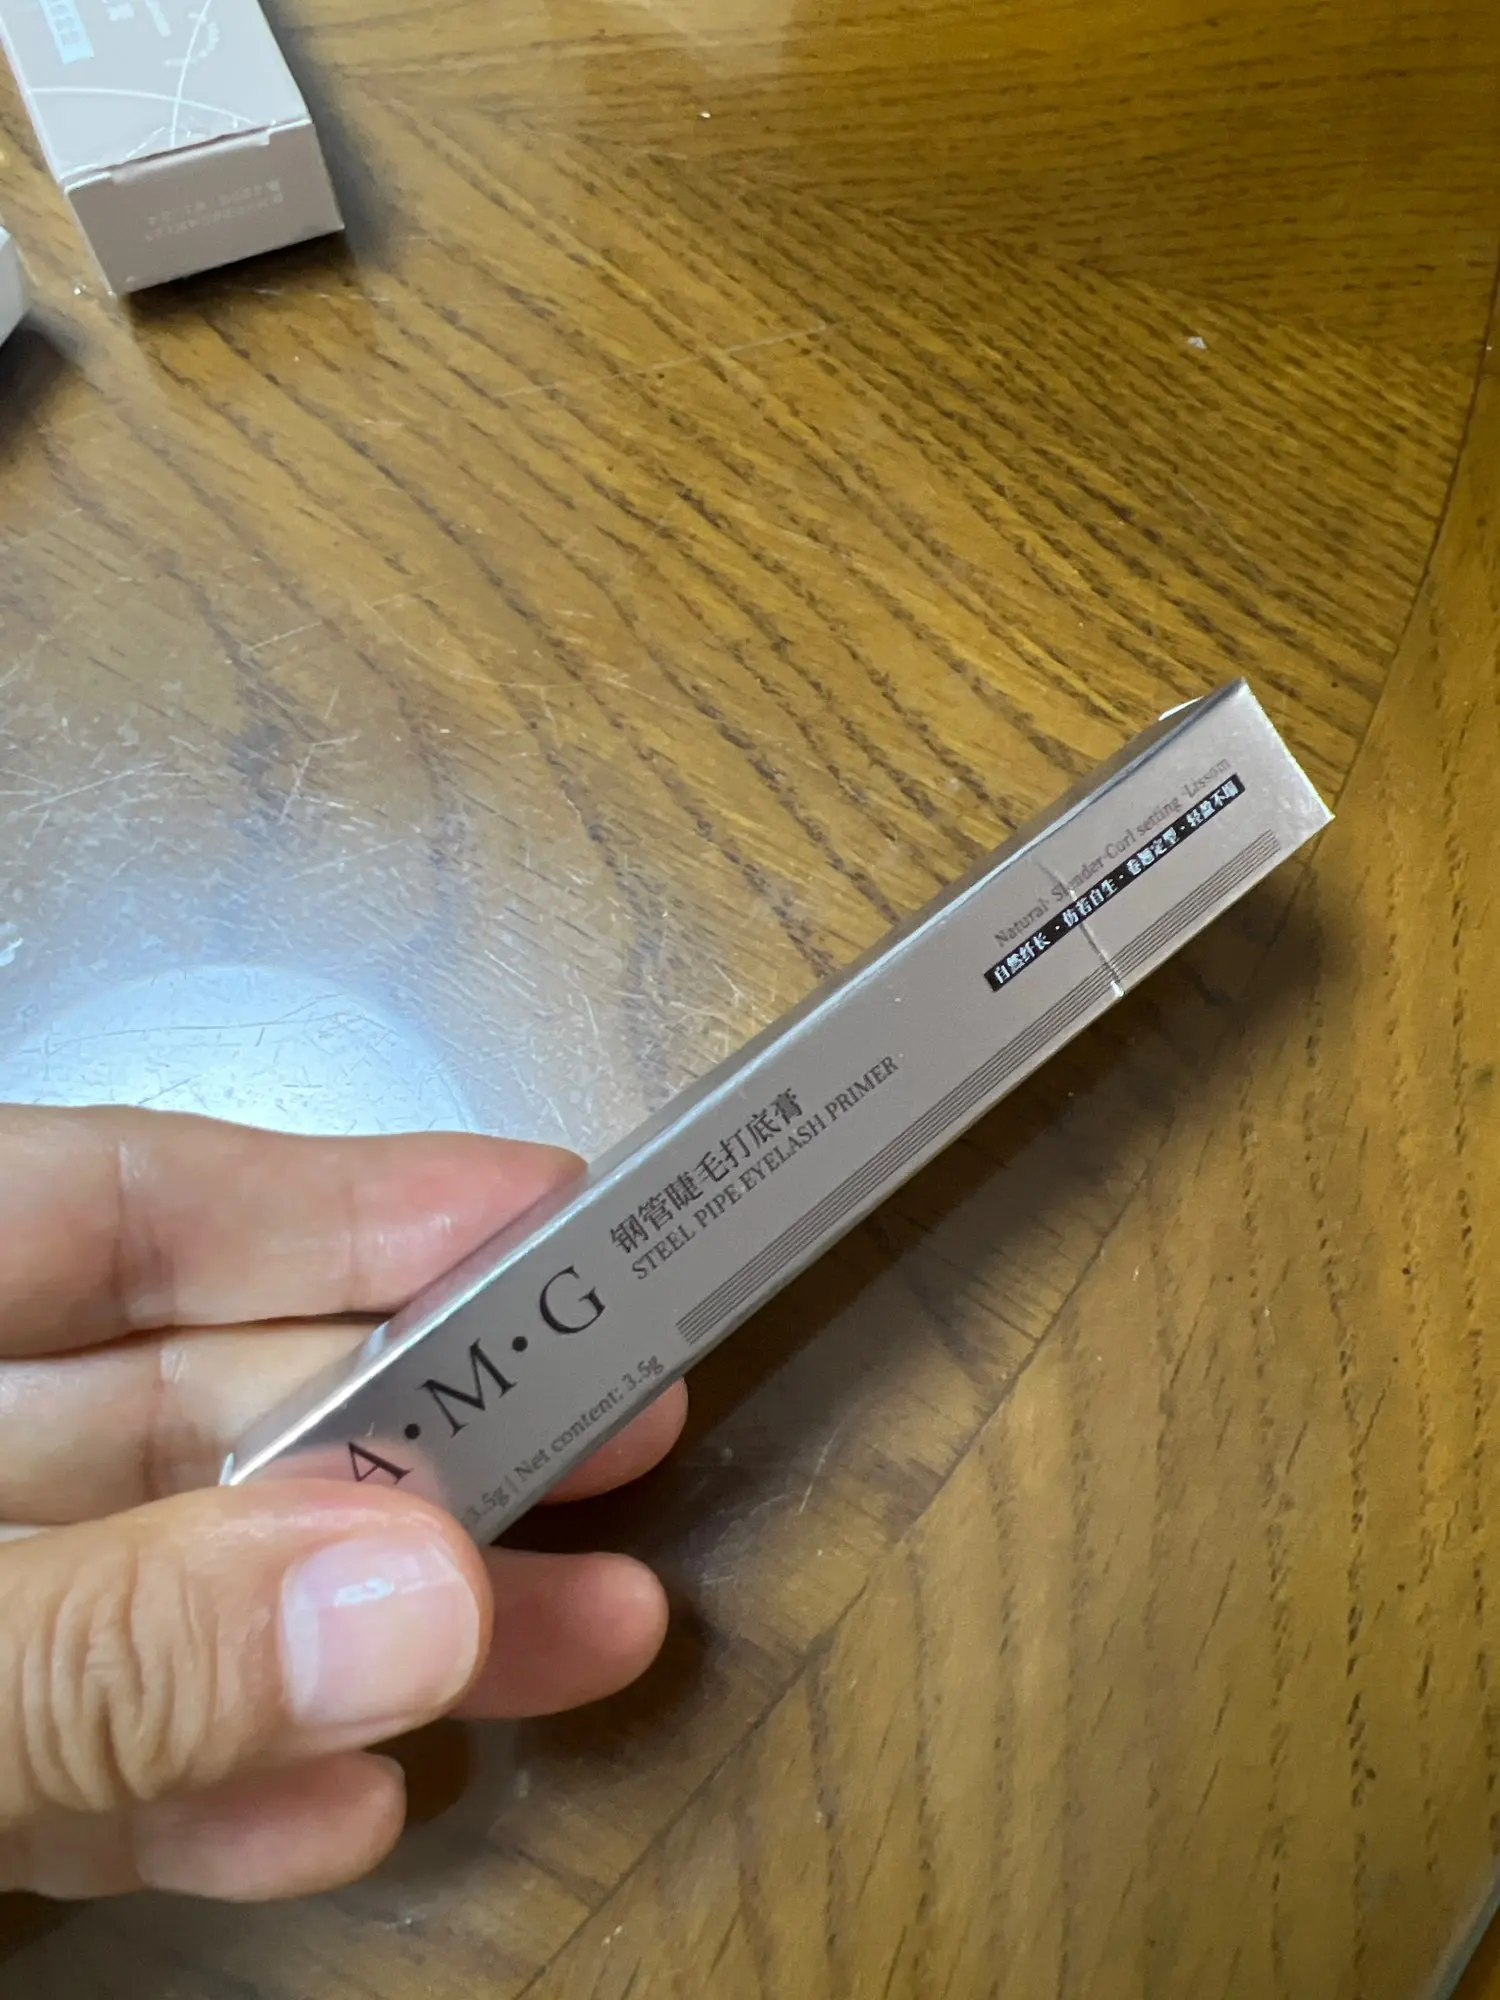 A·M·G
钢管睫毛打底膏
STEEL PIPE EYELASH PRIMER
3.5g | Net content: 3.5g
Natural· Slender·Curl setting ·Lissom
自然纤长 · 仿若自生 · 卷翘定型 · 轻盈不塌